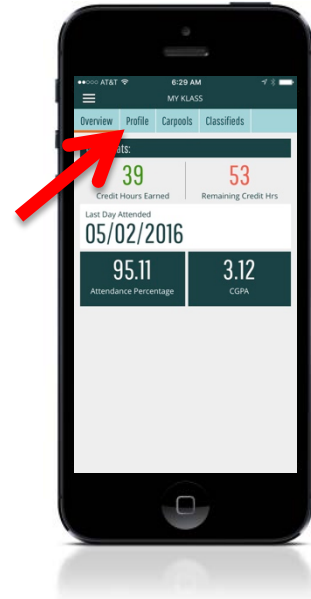 AT&T 6:29 AM
MY KLASS
Overview Profile Carpools Classifieds
39 53
Credit Hours Earned Remaining Credit Hrs
Last Day Attended
05/02/2016
95.11 3.12
Attendance Percentage CGPA